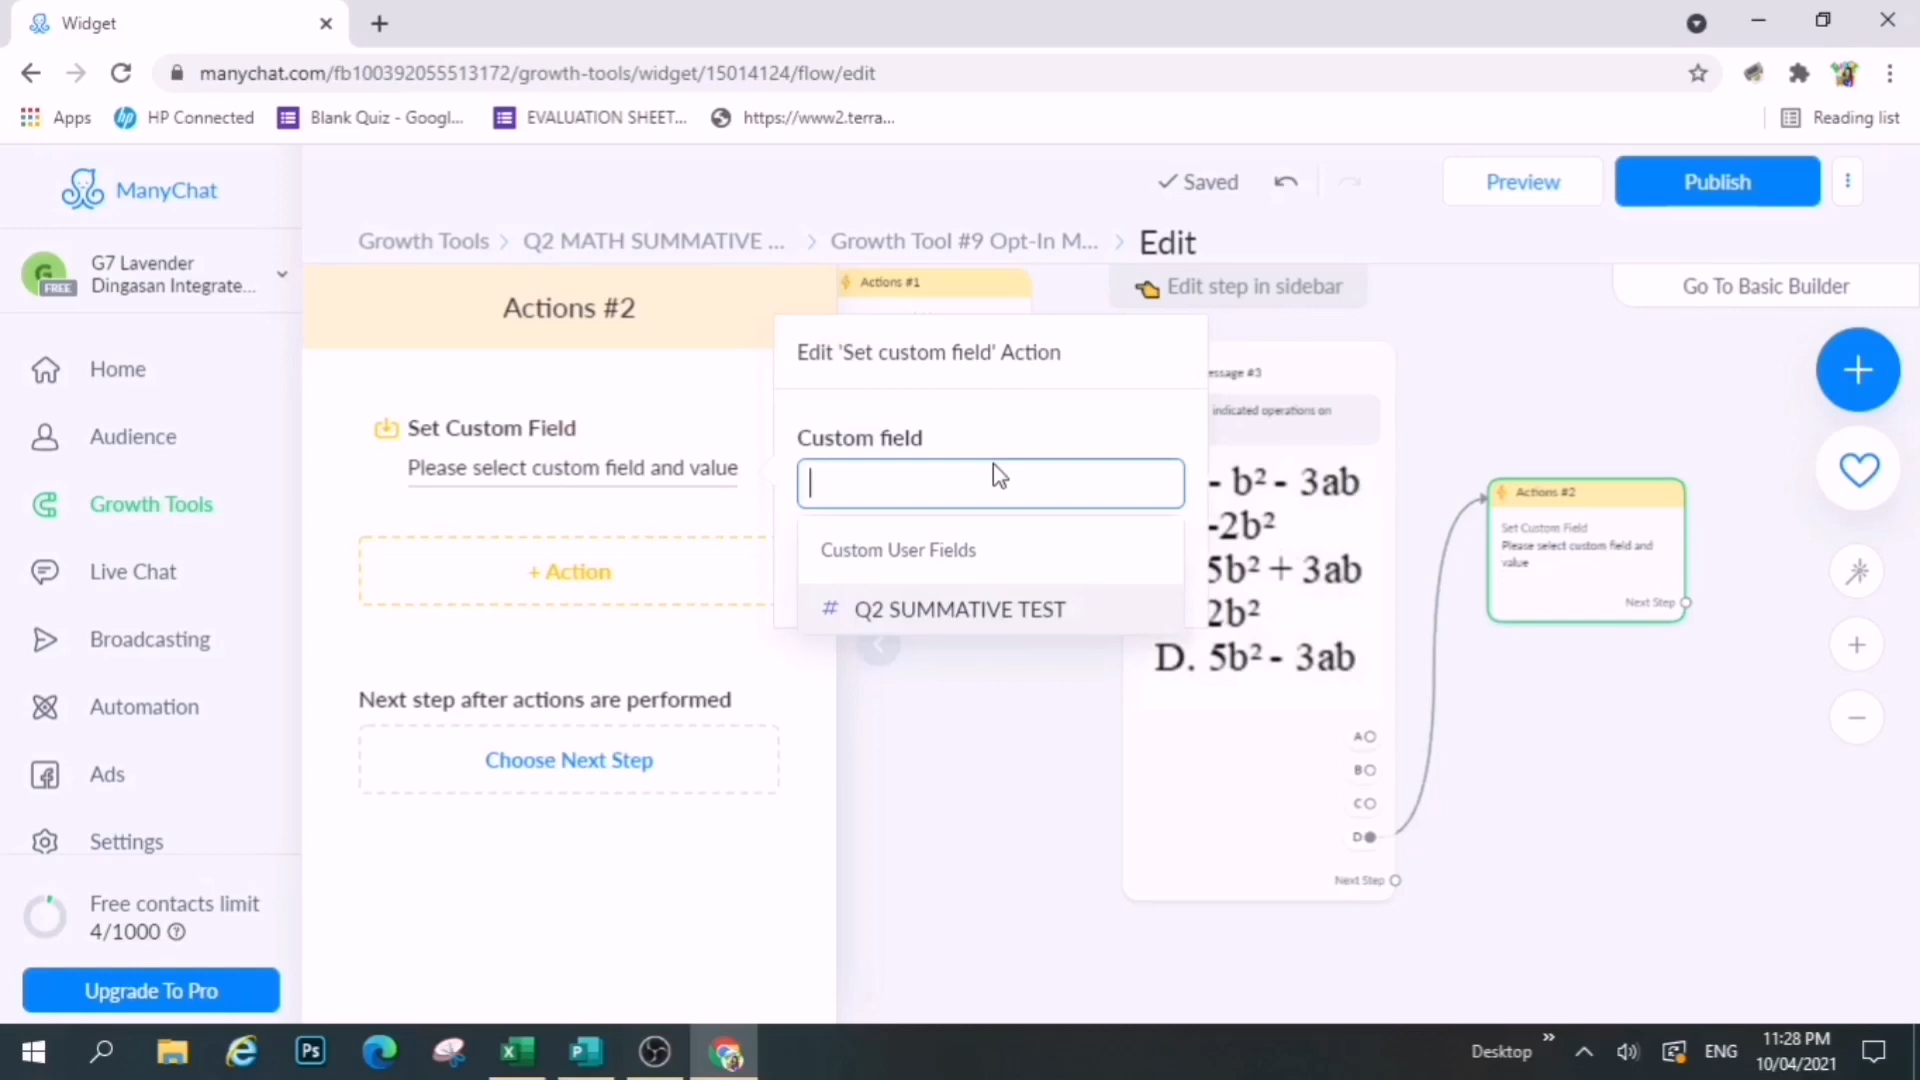 Widget
manychat.com/fb100392055513172/growth-tools/widget/15014124/flow/edit
Apps
HP Connected
Blank Quiz - Googl...
EVALUATION SHEET...
https://www2.terra...
Reading list
ManyChat
Saved
Preview
Publish
G7 Lavender
Dingasan Integrate...
FREE
Growth Tools > Q2 MATH SUMMATIVE ... > Growth Tool #9 Opt-In M... > Edit
Actions #2
Actions #1
Edit step in sidebar
Go To Basic Builder
Home
Audience
Growth Tools
Live Chat
Broadcasting
Automation
Ads
Settings
Free contacts limit
4/1000
Upgrade To Pro
Set Custom Field
Please select custom field and value
+ Action
Next step after actions are performed
Choose Next Step
Edit 'Set custom field' Action
Custom field
Custom User Fields
# Q2 SUMMATIVE TEST
essage #3
indicated operations on
- b² - 3ab
-2b²
5b² + 3ab
2b²
D. 5b² - 3ab
A
B
C
D
Next Step
Actions #2
Set Custom Field
Please select custom field and
value
Next Step
Ps
Desktop
ENG
11:28 PM
10/04/2021